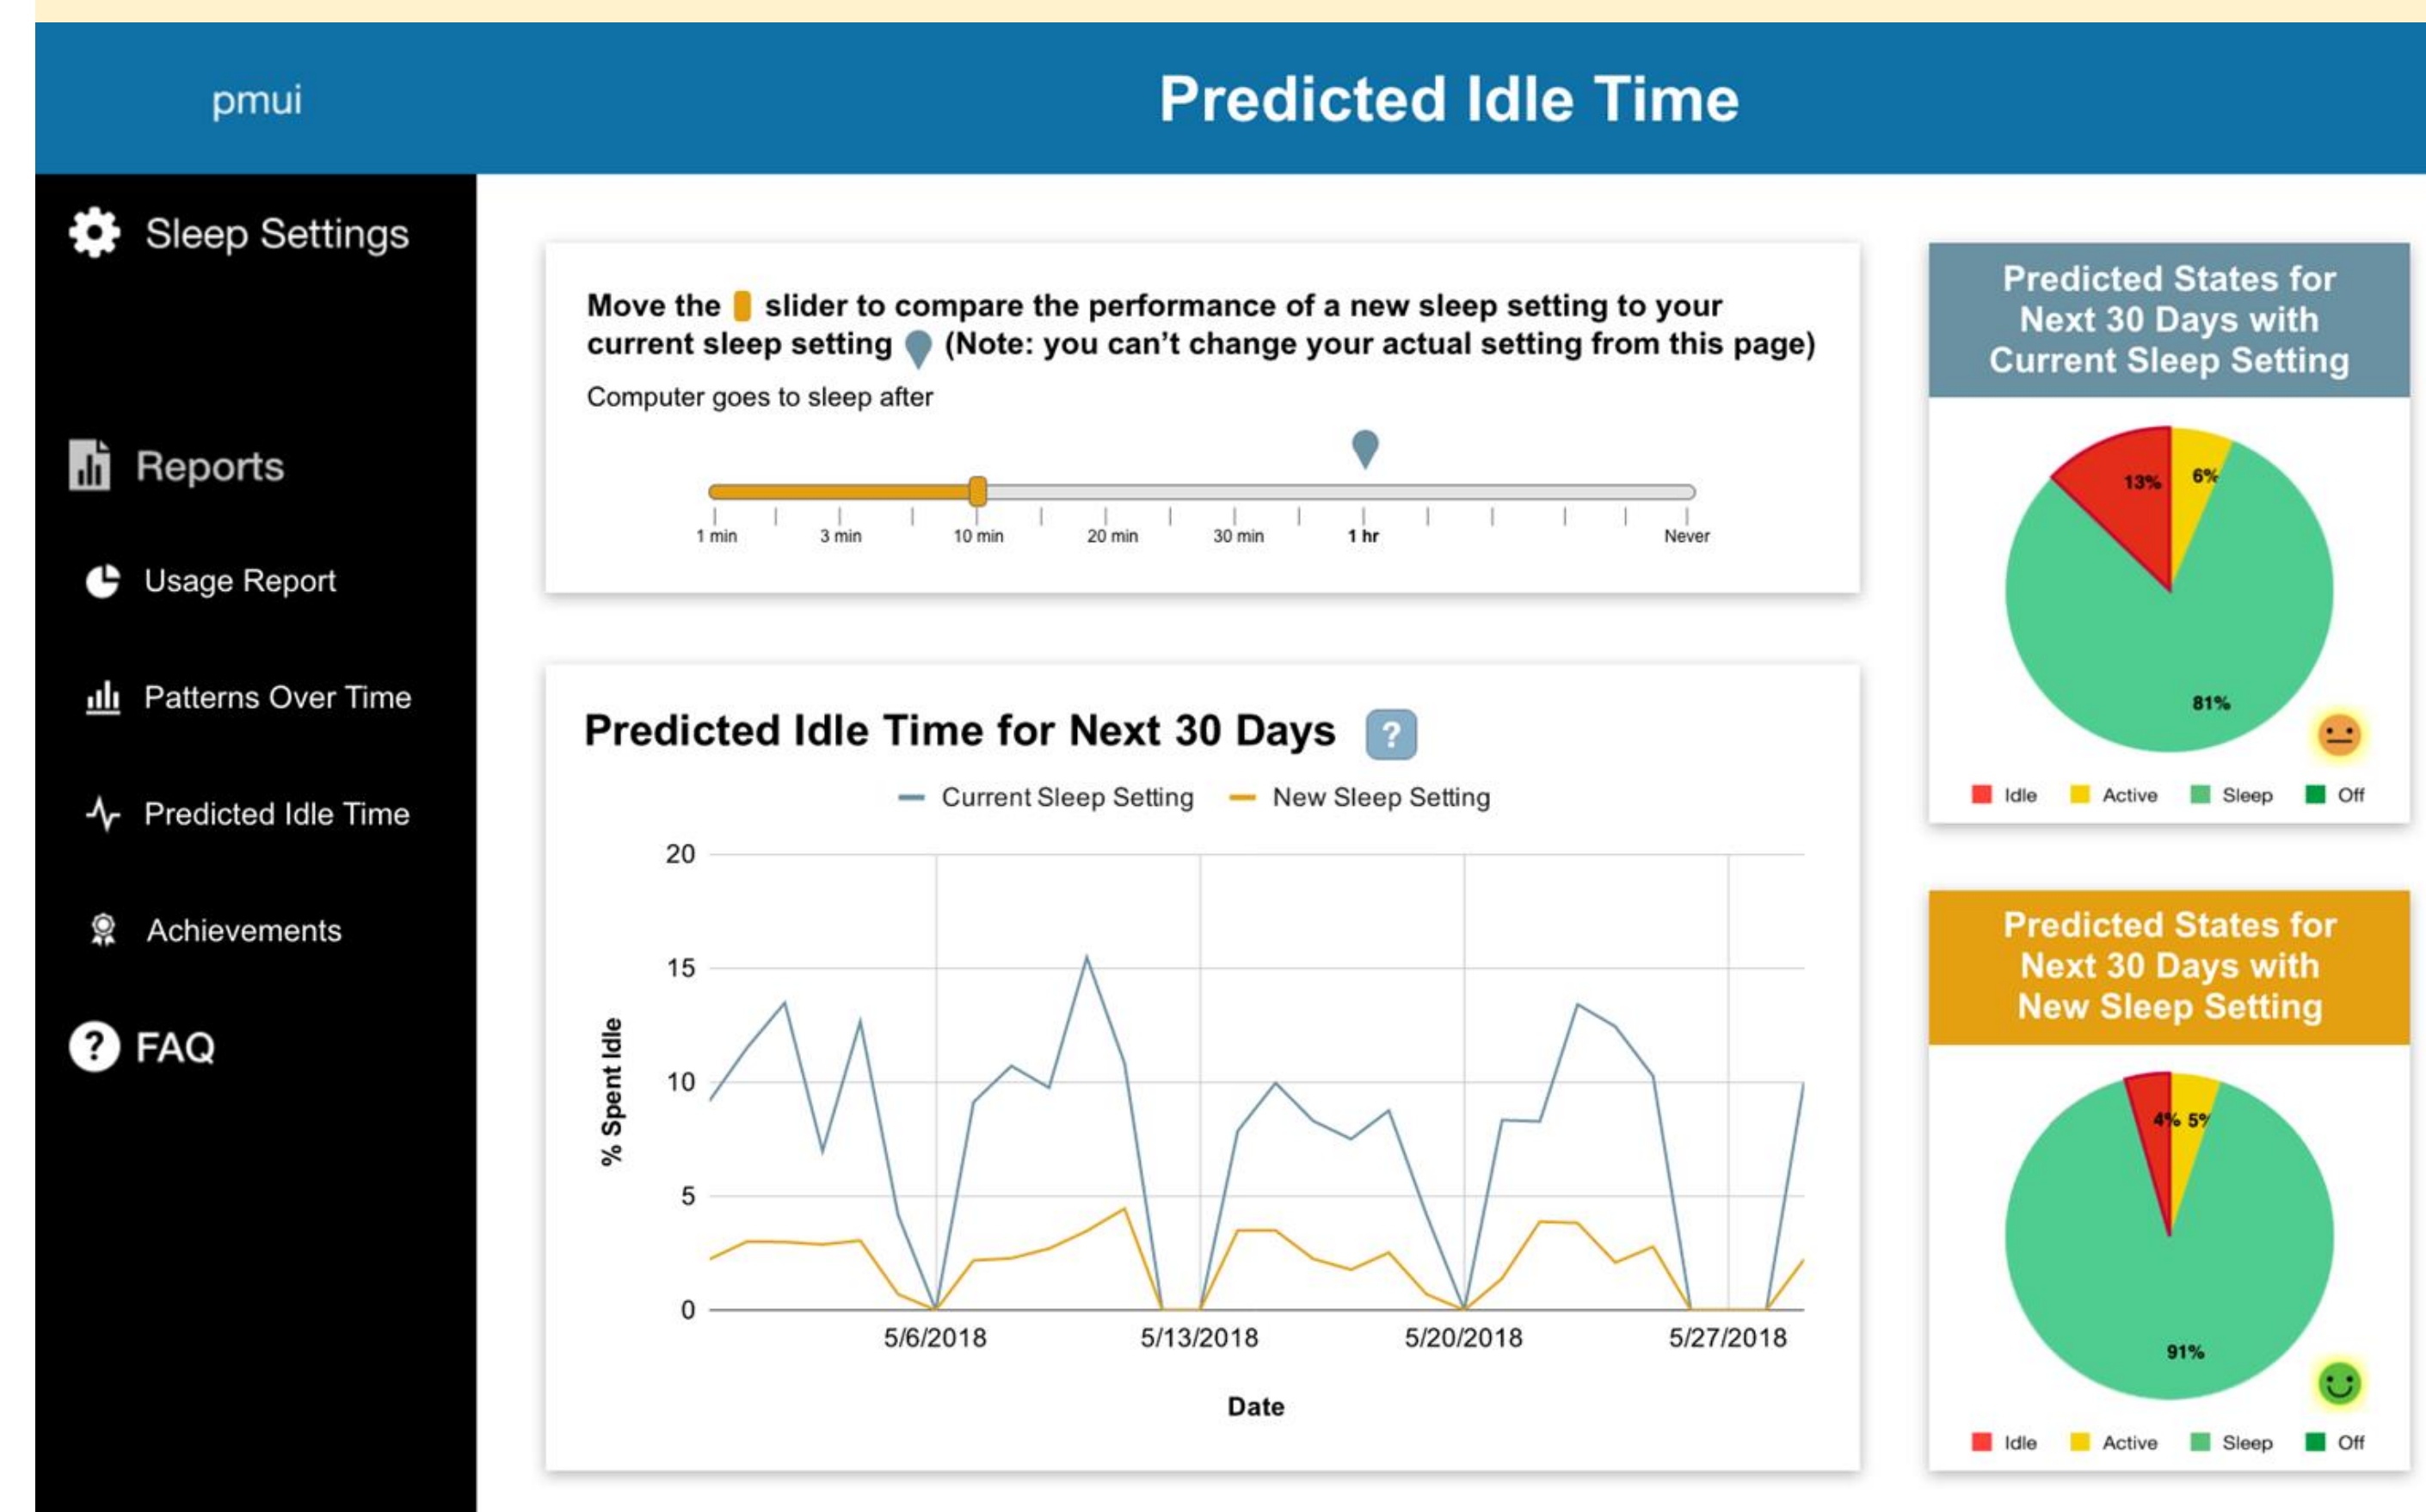 pmui
Predicted Idle Time
Sleep Settings
Reports
Usage Report
Patterns Over Time
Predicted Idle Time
Achievements
? FAQ
Move the slider to compare the performance of a new sleep setting to your
current sleep setting (Note: you can't change your actual setting from this page)
Computer goes to sleep after
1 min 3 min 10 min 20 min 30 min 1 hr Never
Predicted Idle Time for Next 30 Days ?
Current Sleep Setting New Sleep Setting
% Spent Idle
20
15
10
5
0
5/6/2018 5/13/2018 5/20/2018 5/27/2018
Date
Predicted States for
Next 30 Days with
Current Sleep Setting
13% 6%
81%
Idle Active Sleep Off
Predicted States for
Next 30 Days with
New Sleep Setting
4% 5%
91%
Idle Active Sleep Off